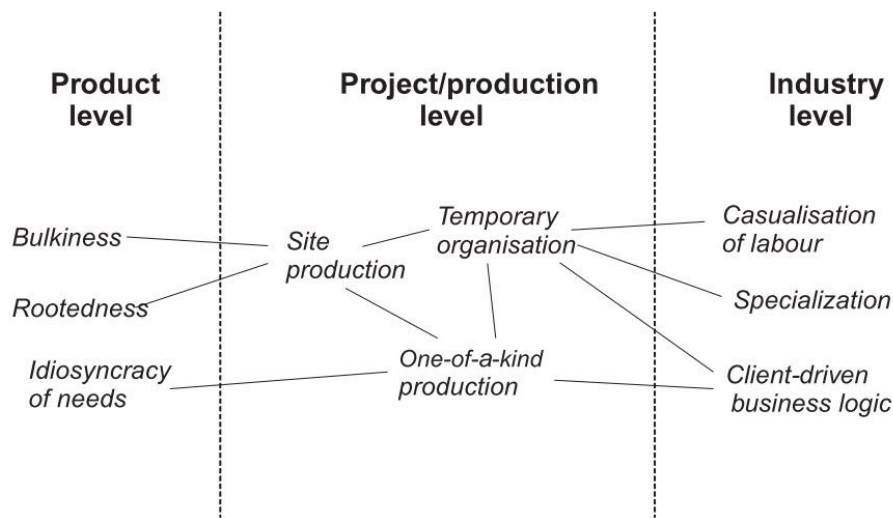 Product
level
Project/production
level
Industry
level
Bulkiness
Rootedness
Idiosyncracy
of needs
Site
production
Temporary
organisation
One-of-a-kind
production
Casualisation
of labour
Specialization
Client-driven
business logic